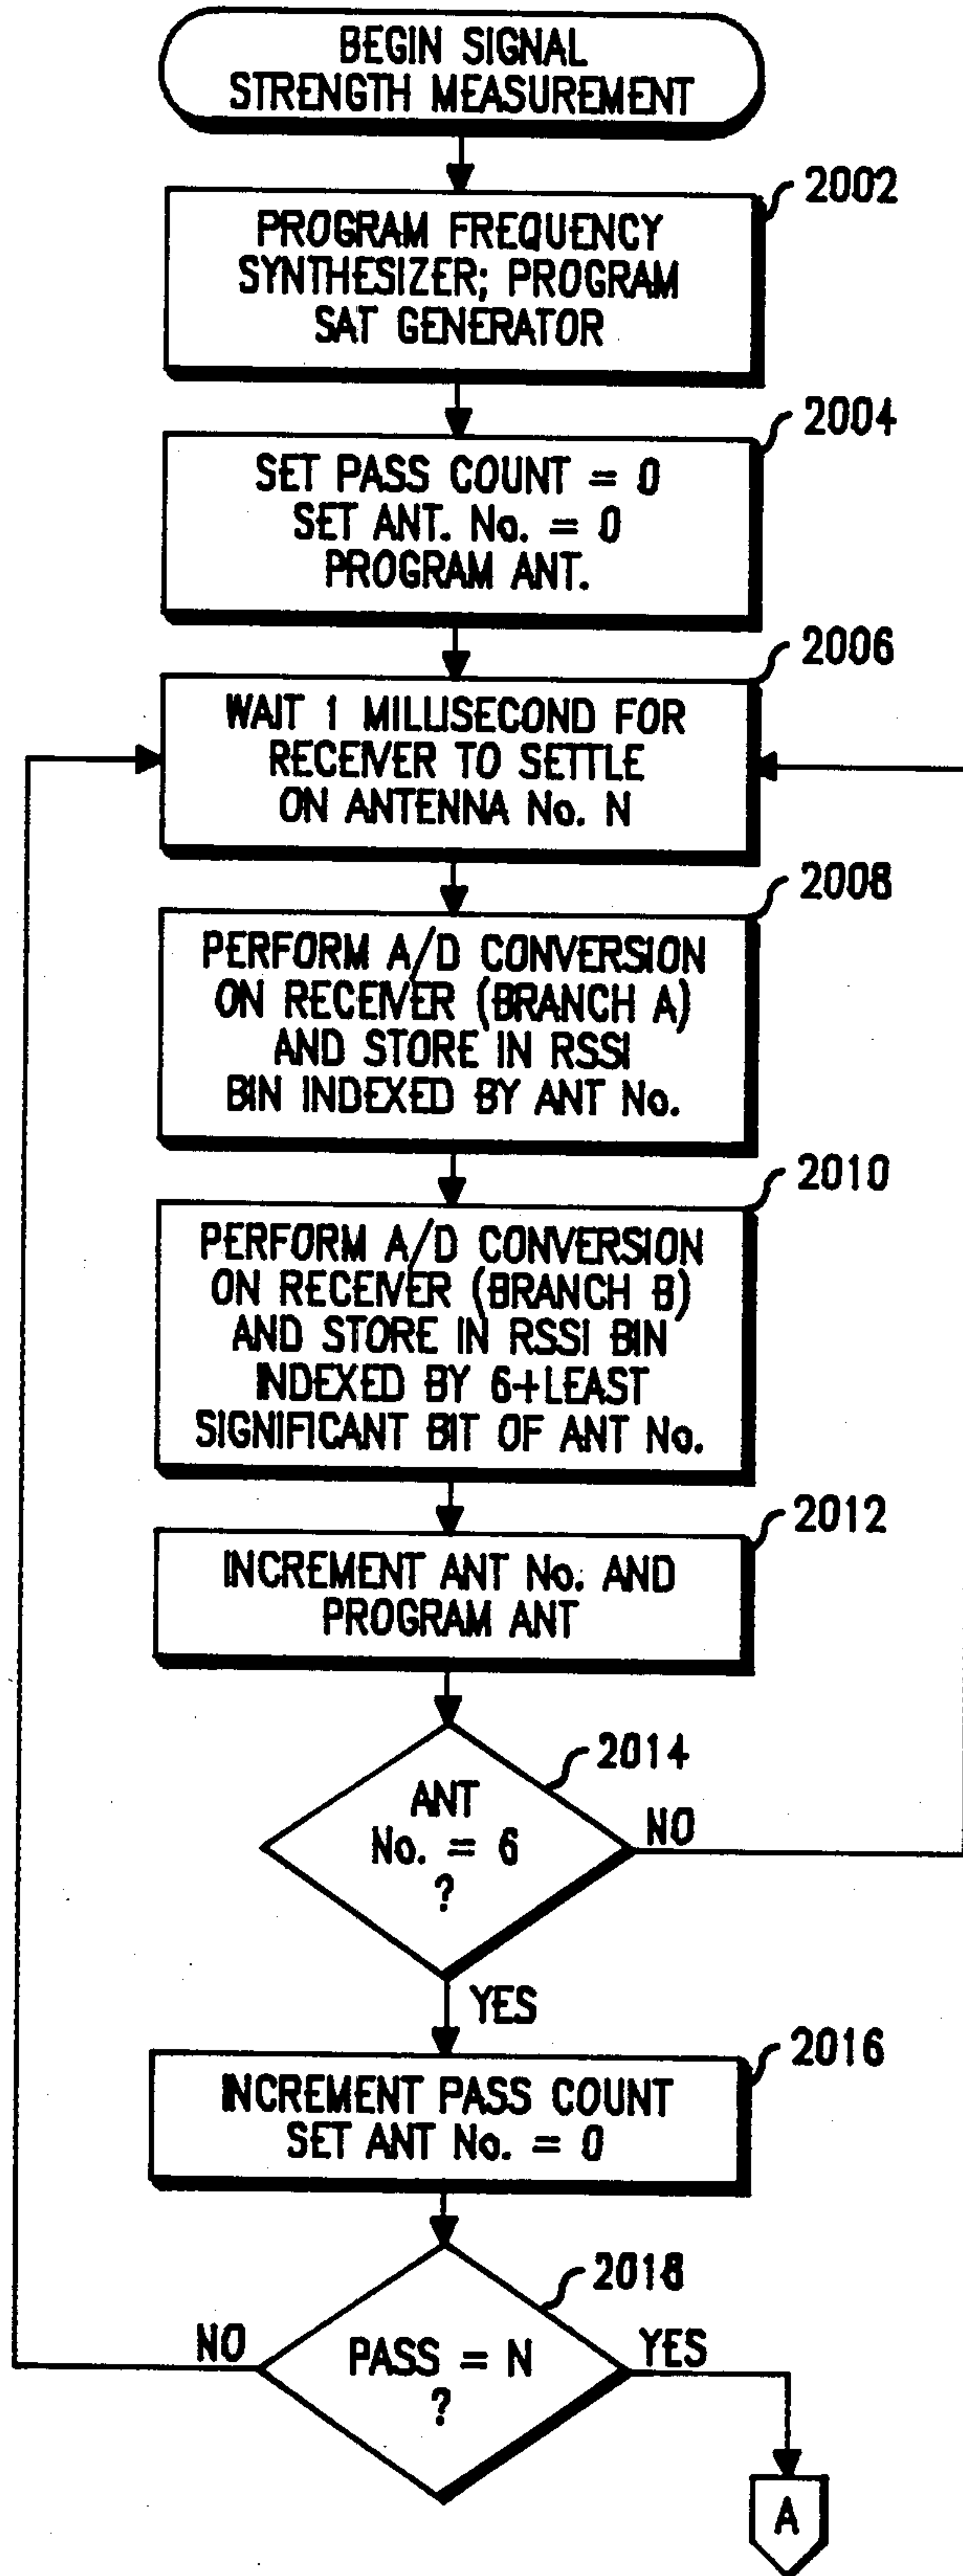 BEGIN SIGNAL
STRENGTH MEASUREMENT
2002
PROGRAM FREQUENCY
SYNTHESIZER; PROGRAM
SAT GENERATOR
2004
SET PASS COUNT = 0
SET ANT. No. = 0
PROGRAM ANT.
2006
WAIT 1 MILLISECOND FOR
RECEIVER TO SETTLE
ON ANTENNA No. N
2008
PERFORM A/D CONVERSION
ON RECEIVER (BRANCH A)
AND STORE IN RSSI
BIN INDEXED BY ANT No.
2010
PERFORM A/D CONVERSION
ON RECEIVER (BRANCH B)
AND STORE IN RSSI BIN
INDEXED BY 6+LEAST
SIGNIFICANT BIT OF ANT No.
2012
INCREMENT ANT No. AND
PROGRAM ANT
2014
ANT
No. = 6
?
NO
YES
2016
INCREMENT PASS COUNT
SET ANT No. = 0
2018
NO
PASS = N
?
YES
A